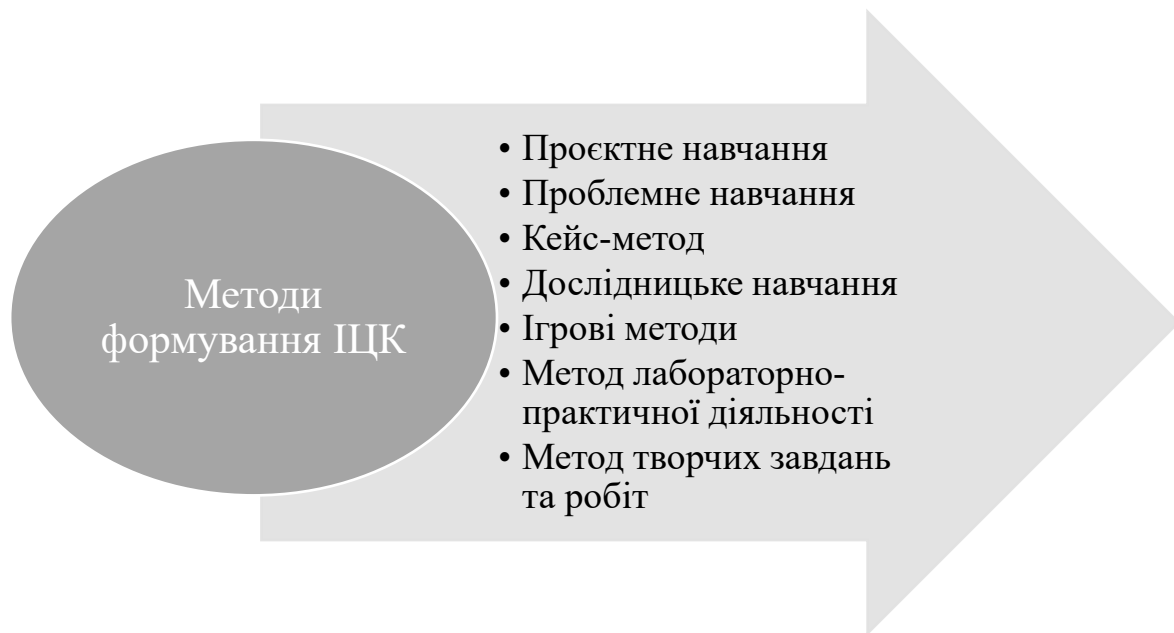 Методи
формування ІЦК
• Проєктне навчання
• Проблемне навчання
• Кейс-метод
• Дослідницьке навчання
• Ігрові методи
• Метод лабораторно-
практичної діяльності
• Метод творчих завдань
та робіт